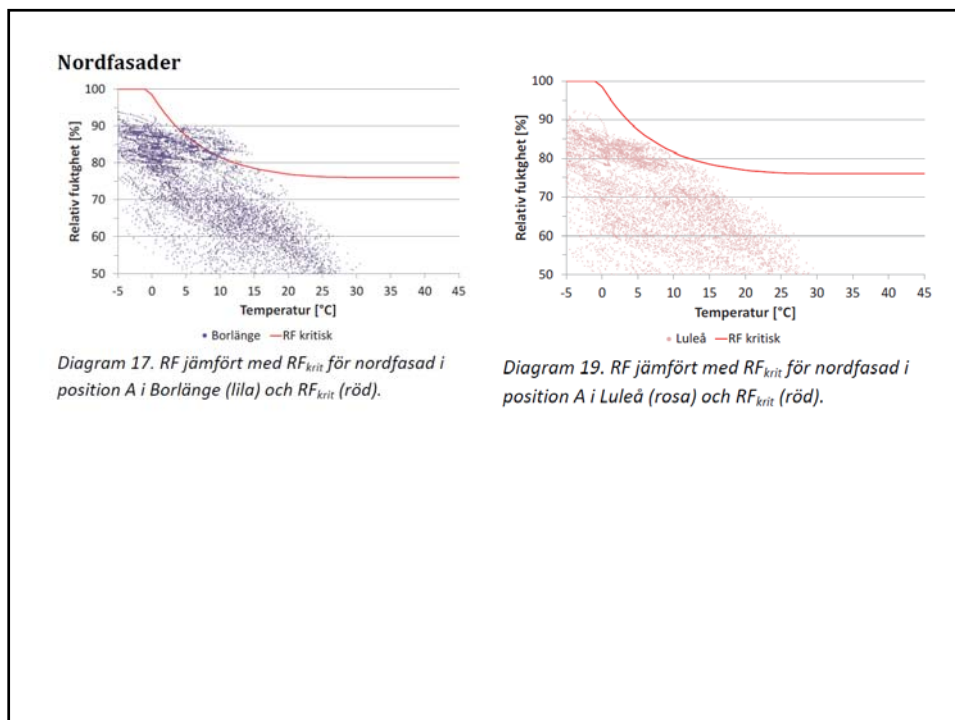 Nordfasader
100
90
80
70
60
50
Relativ fuktghet [%]
-5 0 5 10 15 20 25 30 35 40 45
Temperatur [°C]
Borlänge RF kritisk
Diagram 17. RF jämfört med RFkrit för nordfasad i
position A i Borlänge (lila) och RFkrit (röd).
100
90
80
70
60
50
Relativ fuktghet [%]
-5 0 5 10 15 20 25 30 35 40 45
Temperatur [°C]
Luleå RF kritisk
Diagram 19. RF jämfört med RFkrit för nordfasad i
position A i Luleå (rosa) och RFkrit (röd).